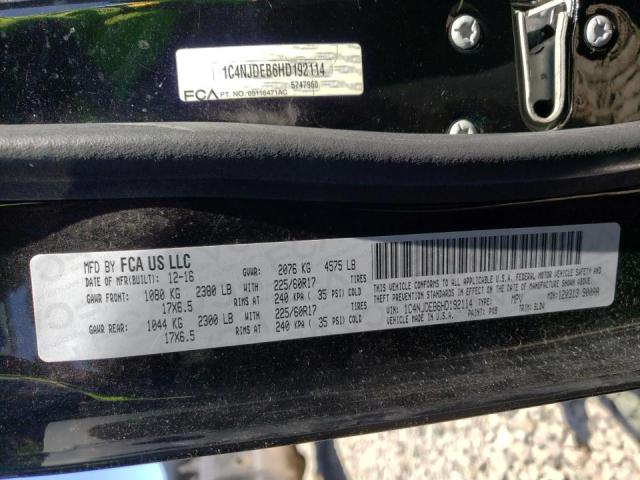 1C4NJDEB6HD192114
5747960
FCA PT. NO. 05116471AC
MFD BY FCA US LLC
DATE OF MFR(BUILT): 12-16 GVWR: 2076 KG 4575 LB
GAWR FRONT: 1080 KG 2380 LB WITH 225/60R17 TIRES
17X6.5 RIMS AT 240 KPA ( 35 PSI) COLD
GAWR REAR: 1044 KG 2300 LB WITH 225/60R17 TIRES
17X6.5 RIMS AT 240 KPA ( 35 PSI) COLD
THIS VEHICLE CONFORMS TO ALL APPLICABLE U.S.A. FEDERAL MOTOR VEHICLE SAFETY AND
THEFT PREVENTION STANDARDS IN EFFECT ON THE DATE OF MANUFACTURE SHOWN ABOVE.
VIN: 1C4NJDEB6HD192114 TYPE: MPV MDH:
VEHICLE MADE IN U.S.A. PAINT: TRIM: